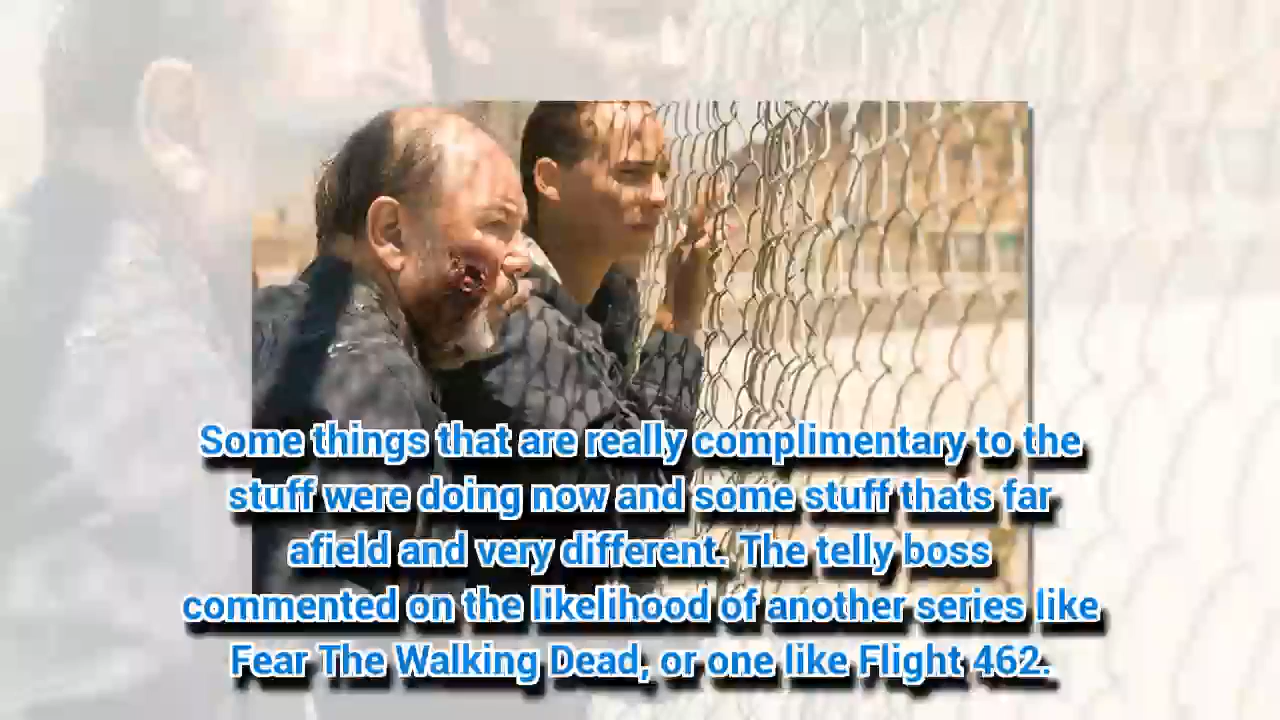 Some things that are really complimentary to the
stuff were doing now and some stuff thats far
afield and very different. The telly boss
commented on the likelihood of another series like
Fear The Walking Dead, or one like Flight 462.